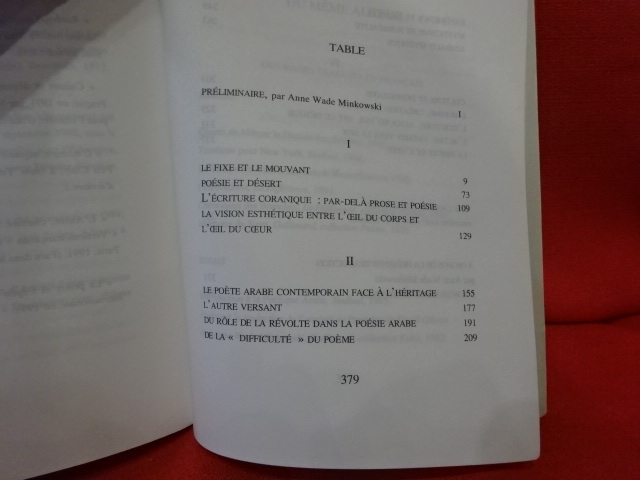 TABLE
PRÉLIMINAIRE, par Anne Wade Minkowski I
I
LE FIXE ET LE MOUVANT 9
POÉSIE ET DÉSERT 73
L'ÉCRITURE CORANIQUE : PAR-DELÀ PROSE ET POÉSIE 109
LA VISION ESTHÉTIQUE ENTRE L'ŒIL DU CORPS ET
L'ŒIL DU CŒUR 129
II
LE POÈTE ARABE CONTEMPORAIN FACE À L'HÉRITAGE 155
L'AUTRE VERSANT 177
DU RÔLE DE LA RÉVOLTE DANS LA POÉSIE ARABE 191
DE LA « DIFFICULTÉ » DU POÈME 209
379